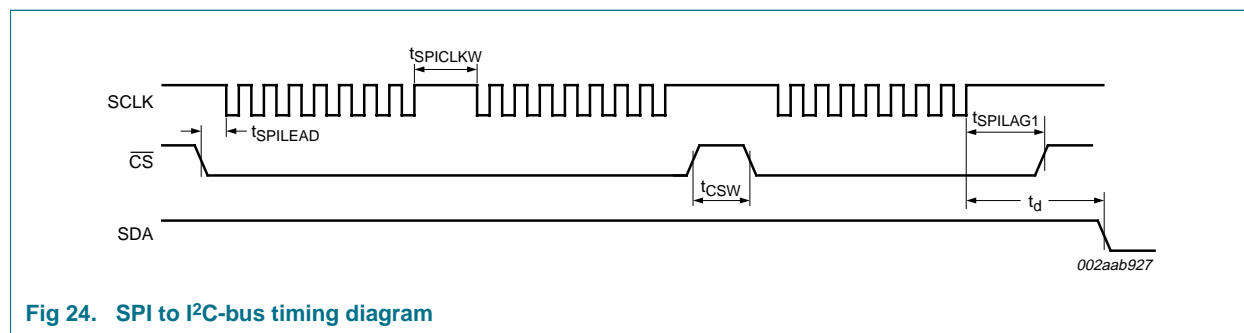 tSPICLKW
SCLK
tSPILEAD
tSPILAG1
CS
tCSW
td
SDA
002aab927
Fig 24. SPI to I2C-bus timing diagram